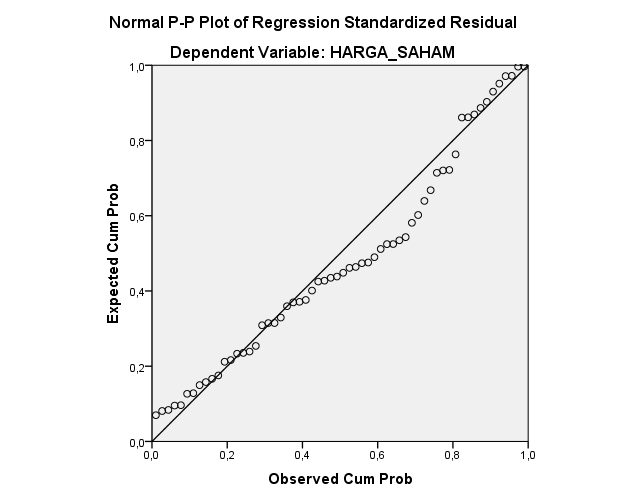 Normal P-P Plot of Regression Standardized Residual
Dependent Variable: HARGA_SAHAM
Expected Cum Prob
1,0
0,8
0,6
0,4
0,2
0,0
0,0 0,2 0,4 0,6 0,8 1,0
Observed Cum Prob